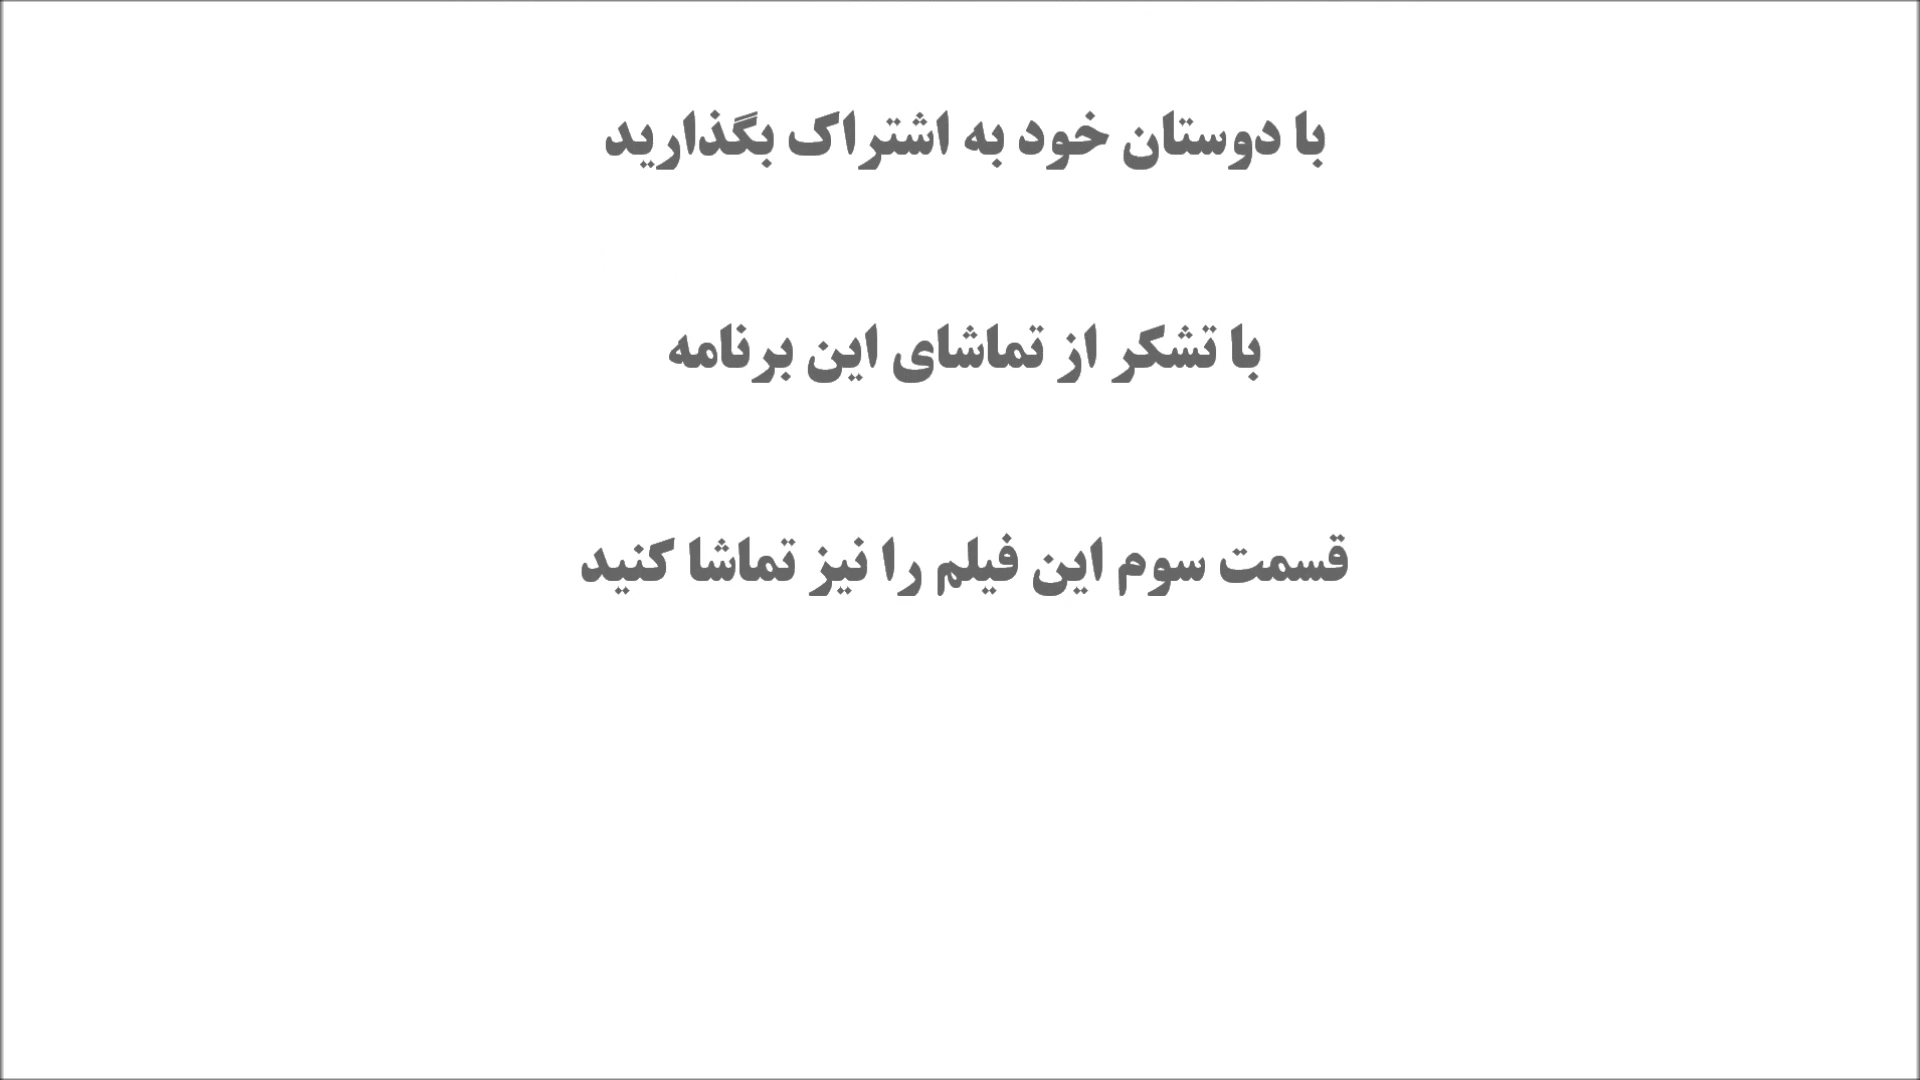 با دوستان خود به اشتراک بگذارید
با تشکر از تماشای این برنامه
قسمت سوم این فیلم را نیز تماشا کنید